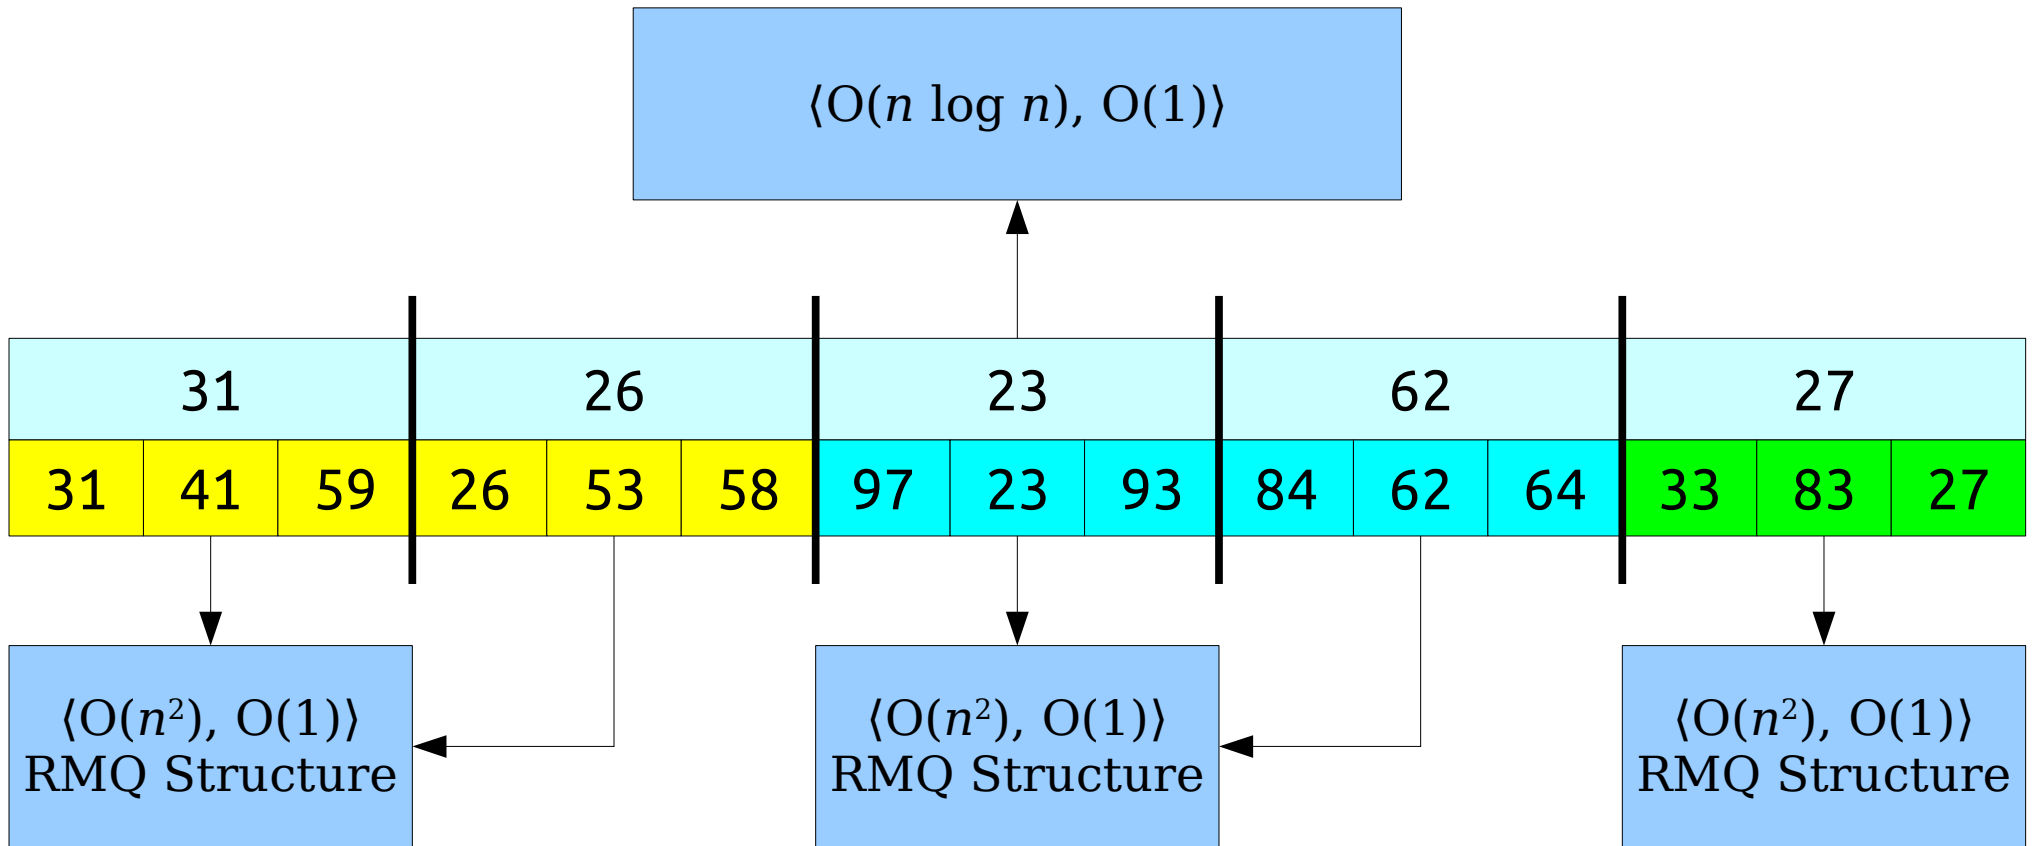 ⟨O(n log n), O(1)⟩
31 26 23 62 27
31 41 59 26 53 58 97 23 93 84 62 64 33 83 27
⟨O(n²), O(1)⟩
RMQ Structure
⟨O(n²), O(1)⟩
RMQ Structure
⟨O(n²), O(1)⟩
RMQ Structure